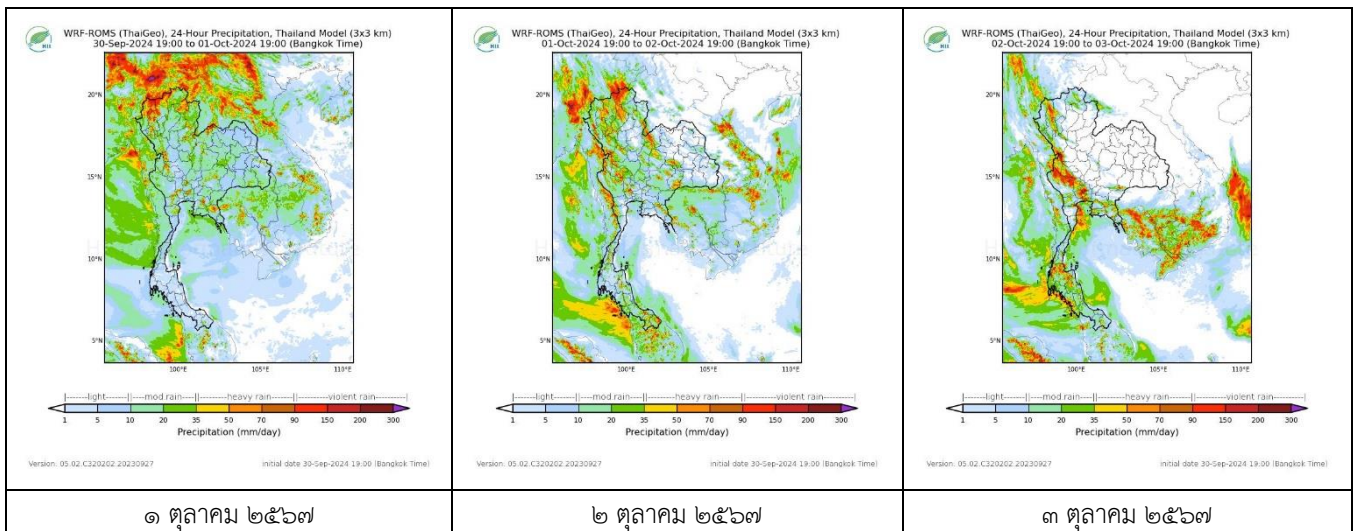 HII
WRF-ROMS (ThaiGeo), 24-Hour Precipitation, Thailand Model (3x3 km)
30-Sep-2024 19:00 to 01-Oct-2024 19:00 (Bangkok Time)
20°N
15°N
10°N
5°N
100°E 105°E 110°E
|-------light------||----mod rain-----||--------heavy rain-------||------violent rain----|
1 5 10 20 35 50 70 90 150 200 300
Precipitation (mm/day)
Version: 05.02.C320202.20230927 initial date 30-Sep-2024 19:00 (Bangkok Time)
๑ ตุลาคม ๒๕๖๗
HII
WRF-ROMS (ThaiGeo), 24-Hour Precipitation, Thailand Model (3x3 km)
01-Oct-2024 19:00 to 02-Oct-2024 19:00 (Bangkok Time)
20°N
15°N
10°N
5°N
100°E 105°E 110°E
|-------light------||----mod rain-----||--------heavy rain-------||------violent rain----|
1 5 10 20 35 50 70 90 150 200 300
Precipitation (mm/day)
Version: 05.02.C320202.20230927 initial date 30-Sep-2024 19:00 (Bangkok Time)
๒ ตุลาคม ๒๕๖๗
HII
WRF-ROMS (ThaiGeo), 24-Hour Precipitation, Thailand Model (3x3 km)
02-Oct-2024 19:00 to 03-Oct-2024 19:00 (Bangkok Time)
20°N
15°N
10°N
5°N
100°E 105°E 110°E
|-------light------||----mod rain-----||--------heavy rain-------||------violent rain----|
1 5 10 20 35 50 70 90 150 200 300
Precipitation (mm/day)
Version: 05.02.C320202.20230927 initial date 30-Sep-2024 19:00 (Bangkok Time)
๓ ตุลาคม ๒๕๖๗